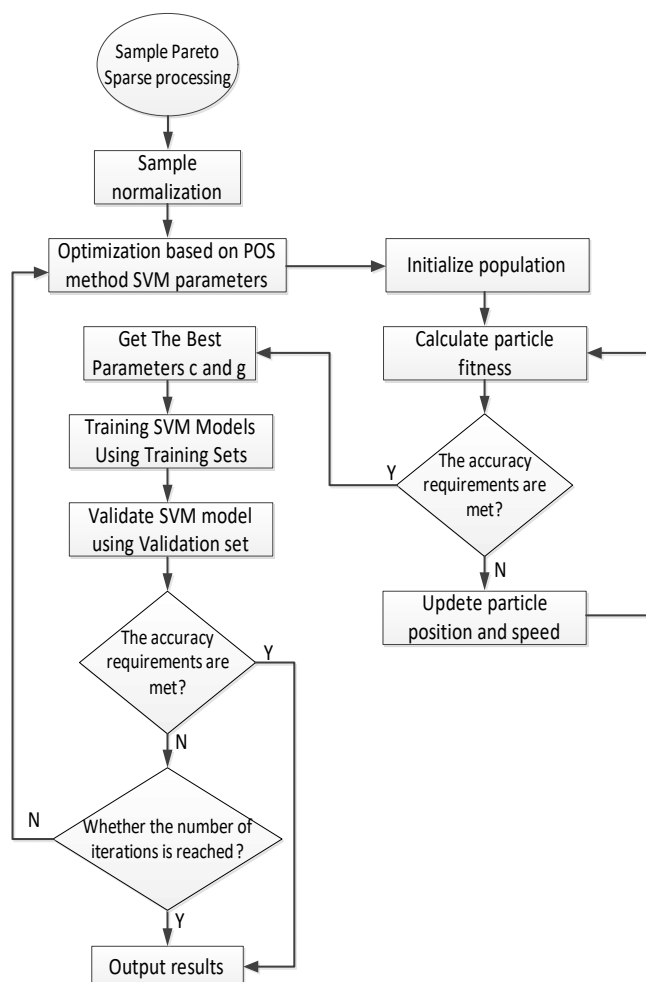 Sample Pareto
Sparse processing
Sample
normalization
Optimization based on POS
method SVM parameters
Initialize population
Get The Best
Parameters c and g
Calculate particle
fitness
Training SVM Models
Using Training Sets
Y
The accuracy
requirements are
met?
Validate SVM model
using Validation set
N
Updete particle
position and speed
The accuracy
requirements are
met?
Y
N
N
Whether the number of
iterations is reached?
Y
Output results